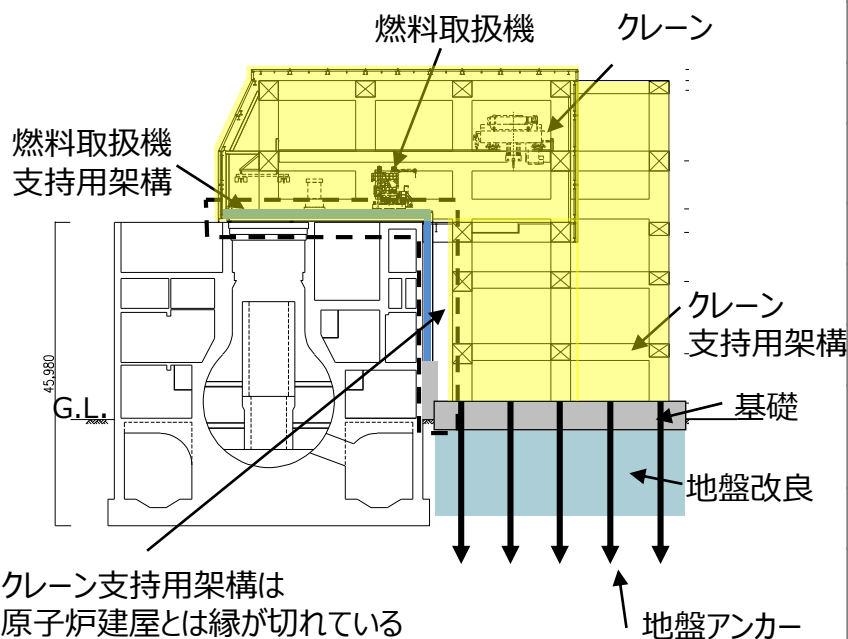 燃料取扱機
クレーン
燃料取扱機
支持用架構
クレーン
支持用架構
45.980
G.L.
基礎
地盤改良
クレーン支持用架構は
原子炉建屋とは縁が切れている
地盤アンカー